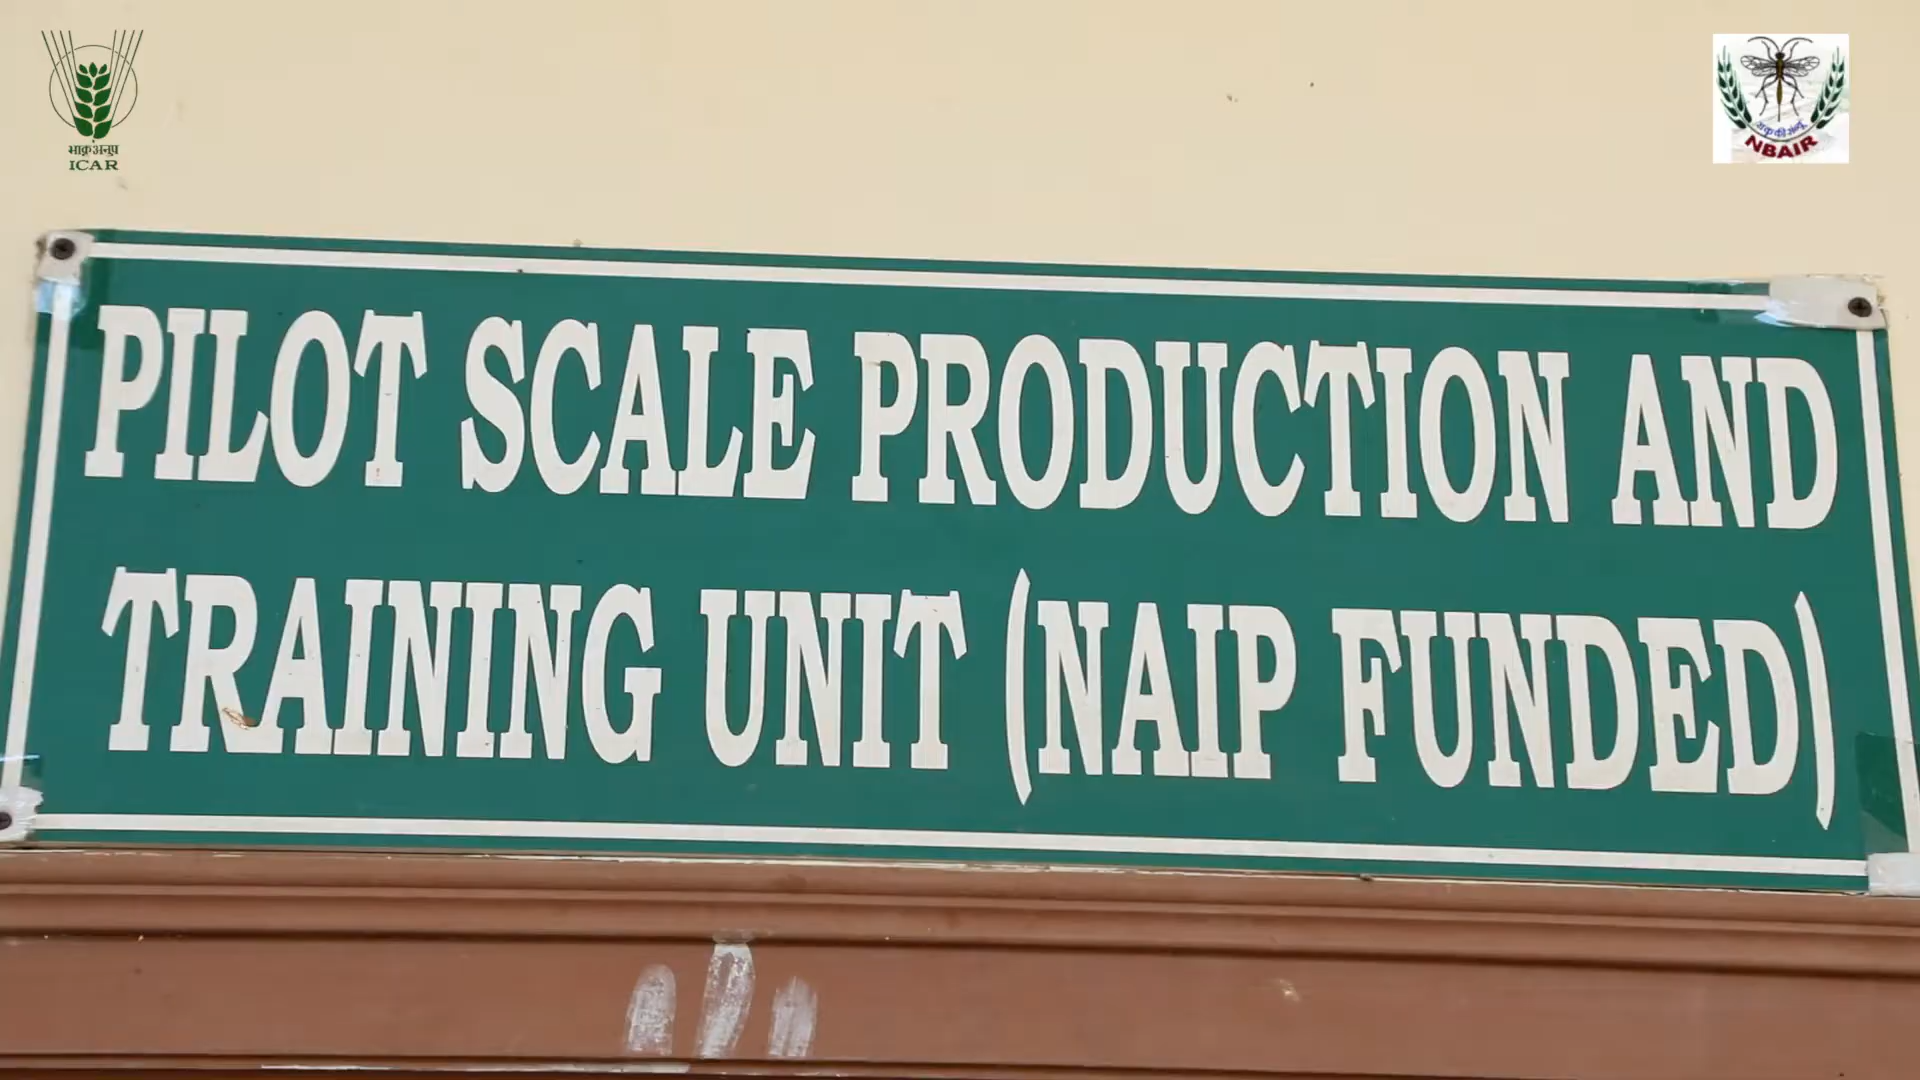 भाकृअनुप
ICAR
NBAIR
PILOT SCALE PRODUCTION AND
TRAINING UNIT (NAIP FUNDED)